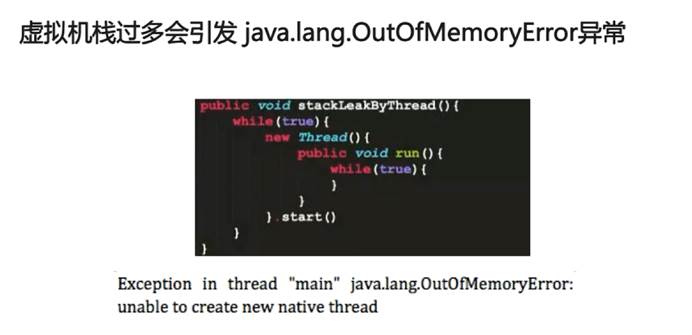 虚拟机栈过多会引发 java.lang.OutOfMemoryError异常
public void stackLeakByThread(){
while(true){
new Thread(){
public void run(){
while(true){
}
}
}.start()
}
}
Exception in thread "main" java.lang.OutOfMemoryError:
unable to create new native thread